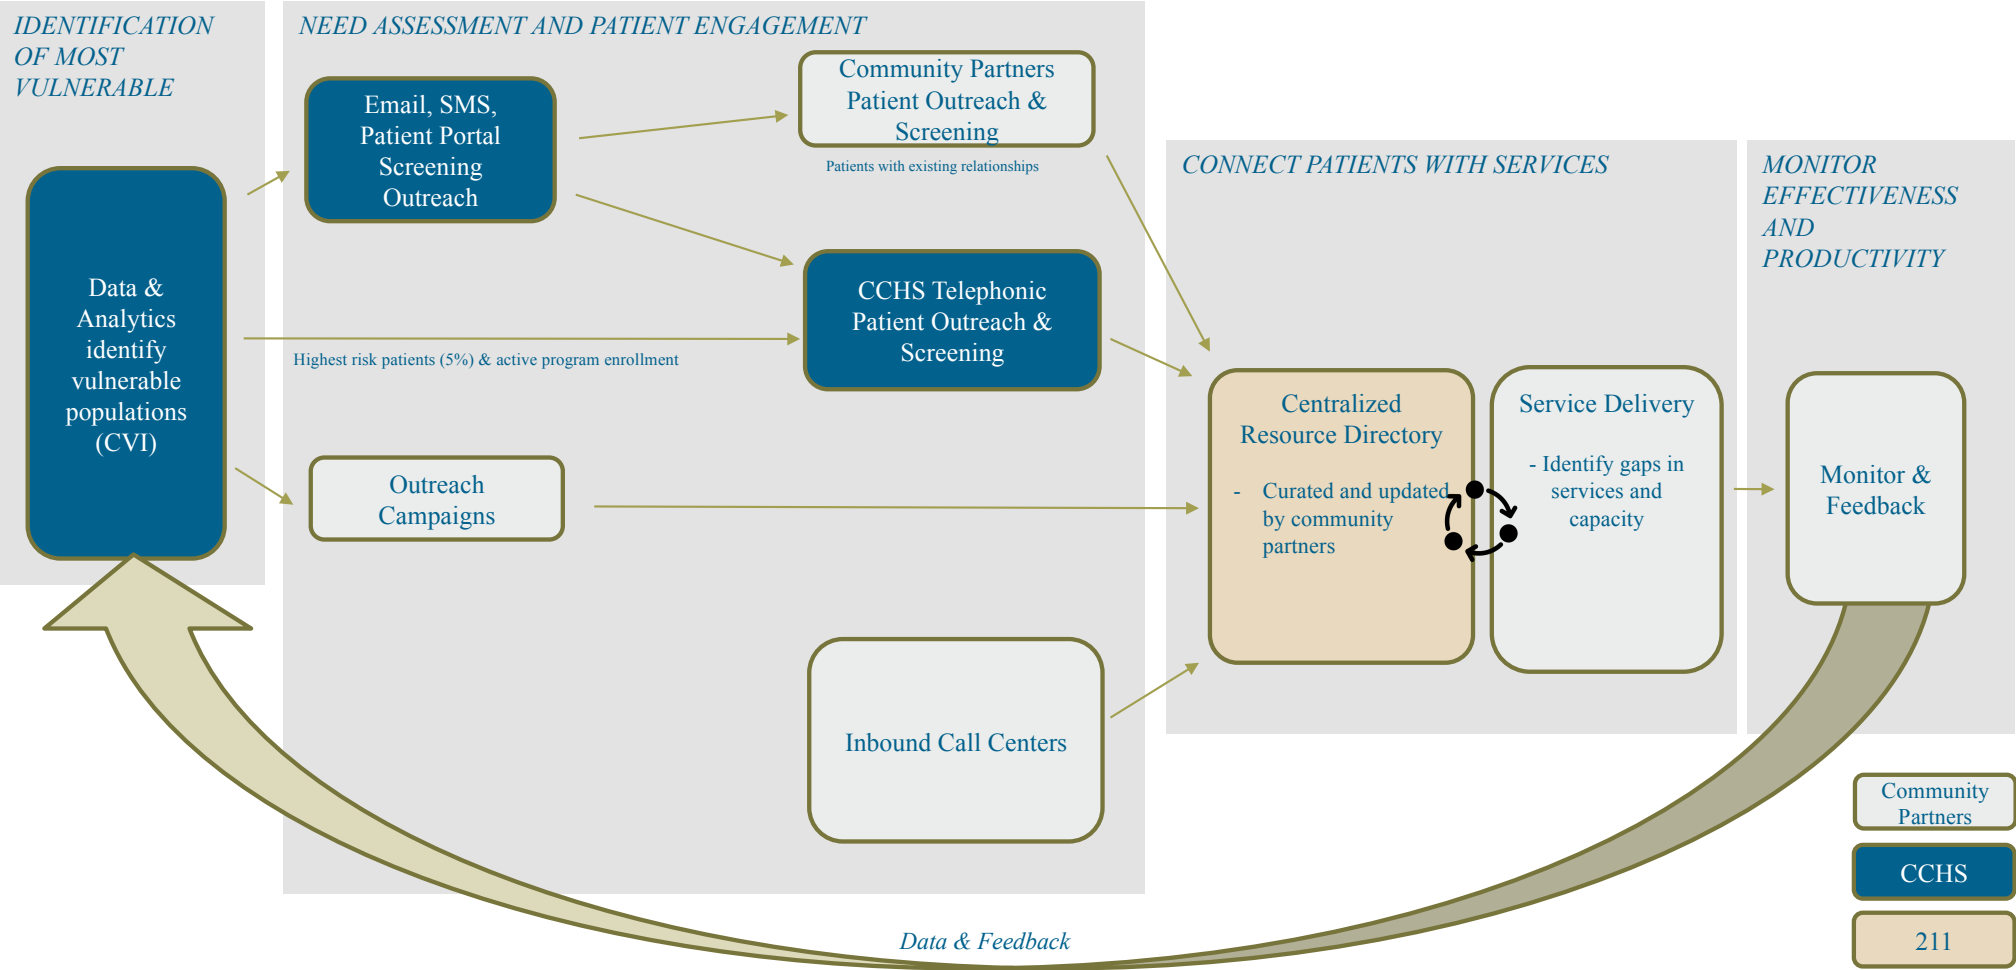 IDENTIFICATION
OF MOST
VULNERABLE
Data &
Analytics
identify
vulnerable
populations
(CVI)
NEED ASSESSMENT AND PATIENT ENGAGEMENT
Email, SMS,
Patient Portal
Screening
Outreach
Community Partners
Patient Outreach &
Screening
Patients with existing relationships
CCHS Telephonic
Patient Outreach &
Screening
Highest risk patients (5%) & active program enrollment
Outreach
Campaigns
Inbound Call Centers
CONNECT PATIENTS WITH SERVICES
Centralized
Resource Directory
- Curated and updated
by community
partners
Service Delivery
- Identify gaps in
services and
capacity
MONITOR
EFFECTIVENESS
AND
PRODUCTIVITY
Monitor &
Feedback
Data & Feedback
Community
Partners
CCHS
211